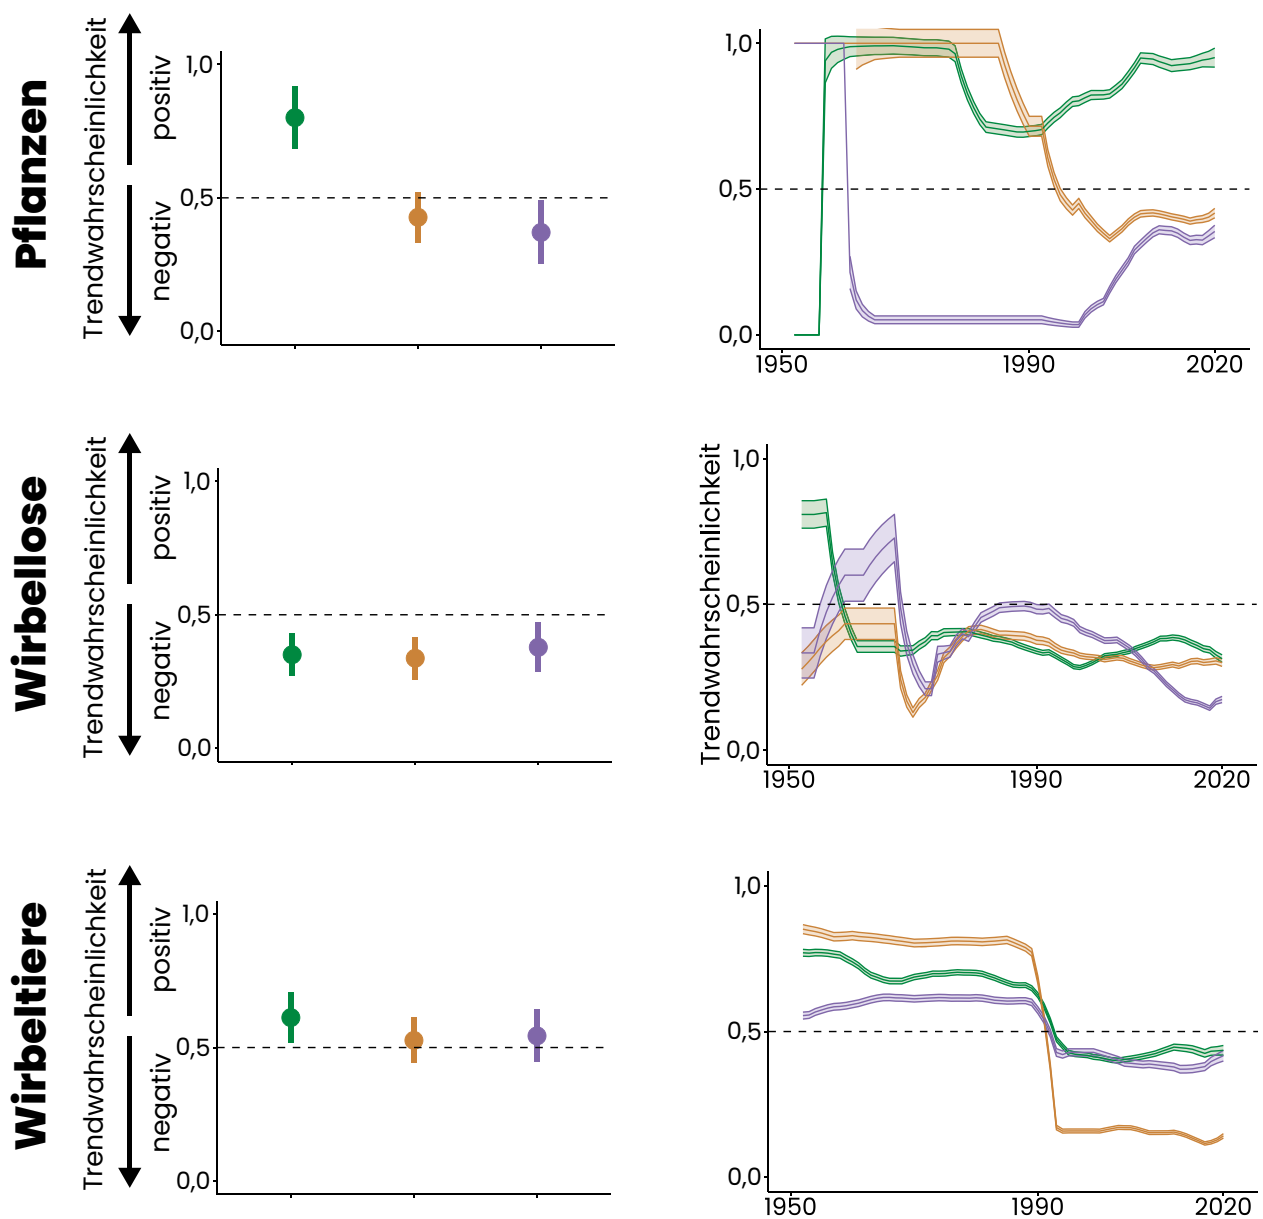 Pflanzen
Trendwahrscheinlichkeit
negativ
positiv
1,0
0,5
0,0
1,0
0,5
0,0
1950
1990
2020
Wirbellose
Trendwahrscheinlichkeit
negativ
positiv
1,0
0,5
0,0
Trendwahrscheinlichkeit
1,0
0,5
0,0
1950
1990
2020
Wirbeltiere
Trendwahrscheinlichkeit
negativ
positiv
1,0
0,5
0,0
1,0
0,5
0,0
1950
1990
2020